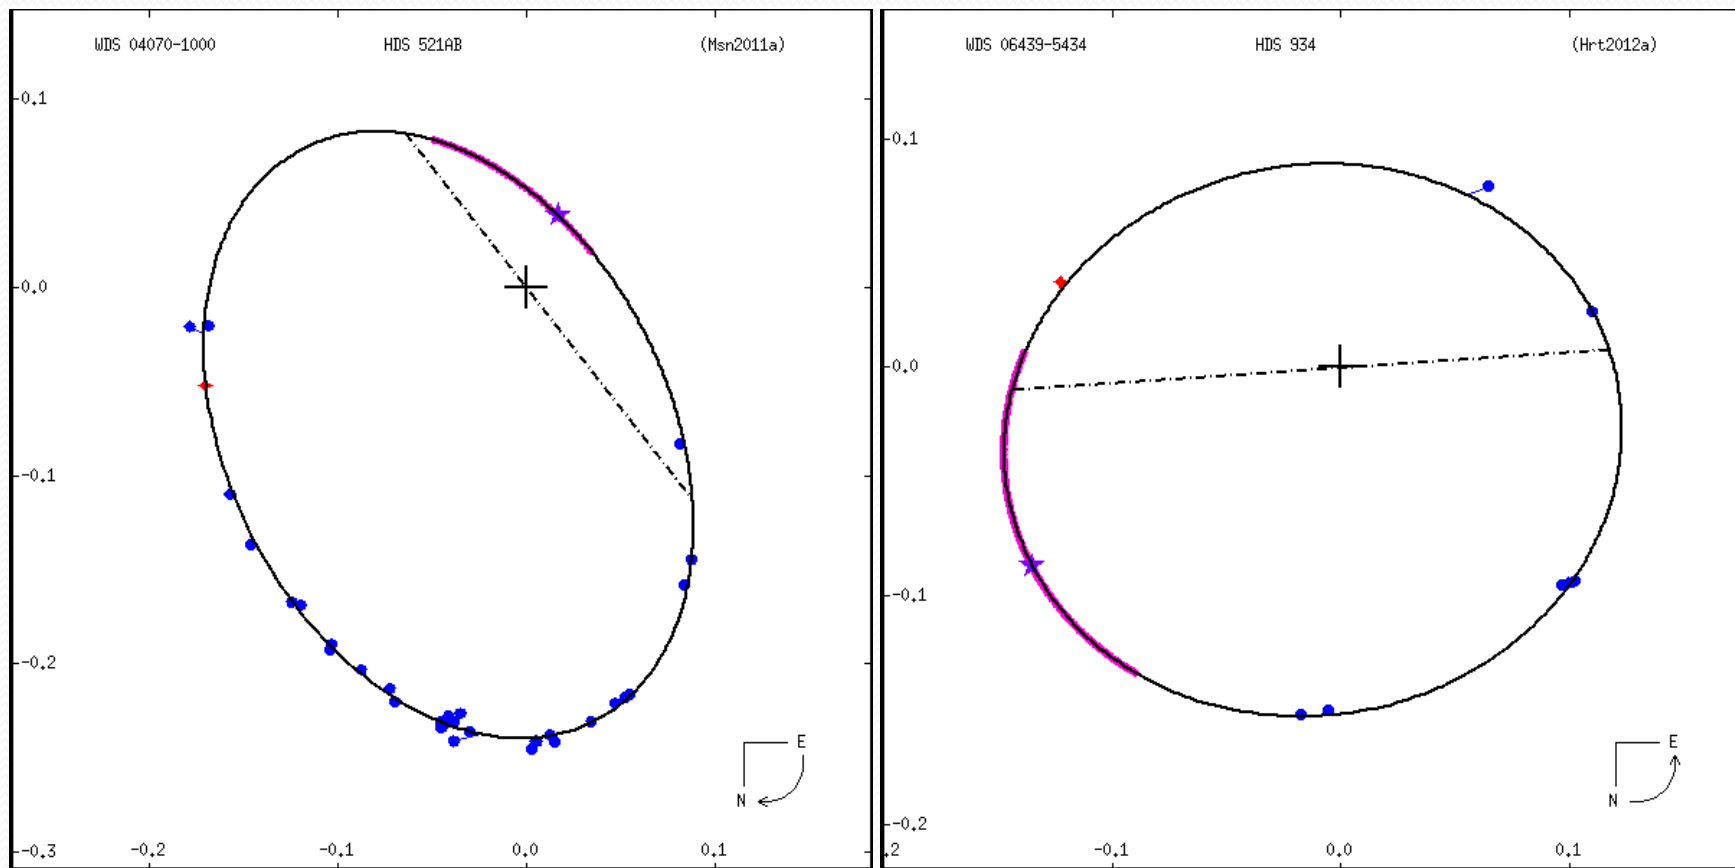 WDS 04070-1000 HDS 521AB (Msn2011a)
0.1
0.0
-0.1
-0.2
-0.3
-0.2 -0.1 0.0 0.1
E
N
WDS 06439-5434 HDS 934 (Hrt2012a)
0.1
0.0
-0.1
-0.2
.2 -0.1 0.0 0.1
E
N